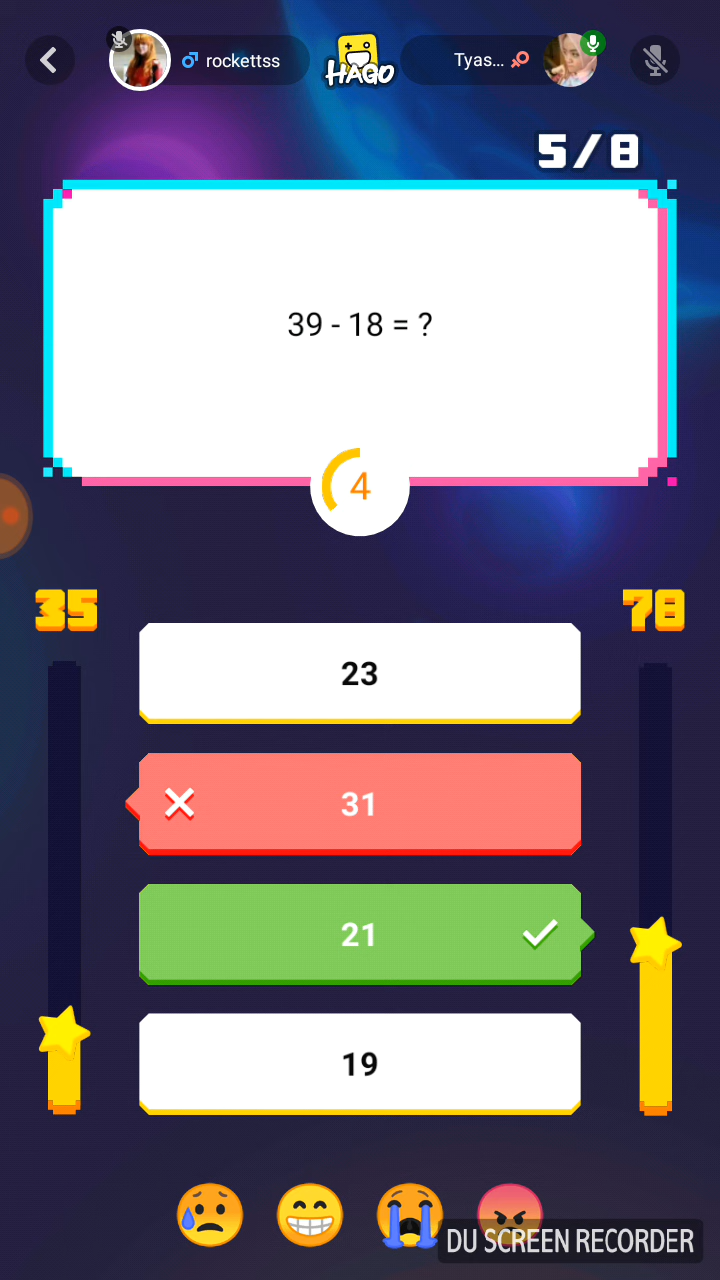 rockettss
HAGO
Tyas...
5/8
39 - 18 = ?
4
35
78
23
31
21
19
DU SCREEN RECORDER